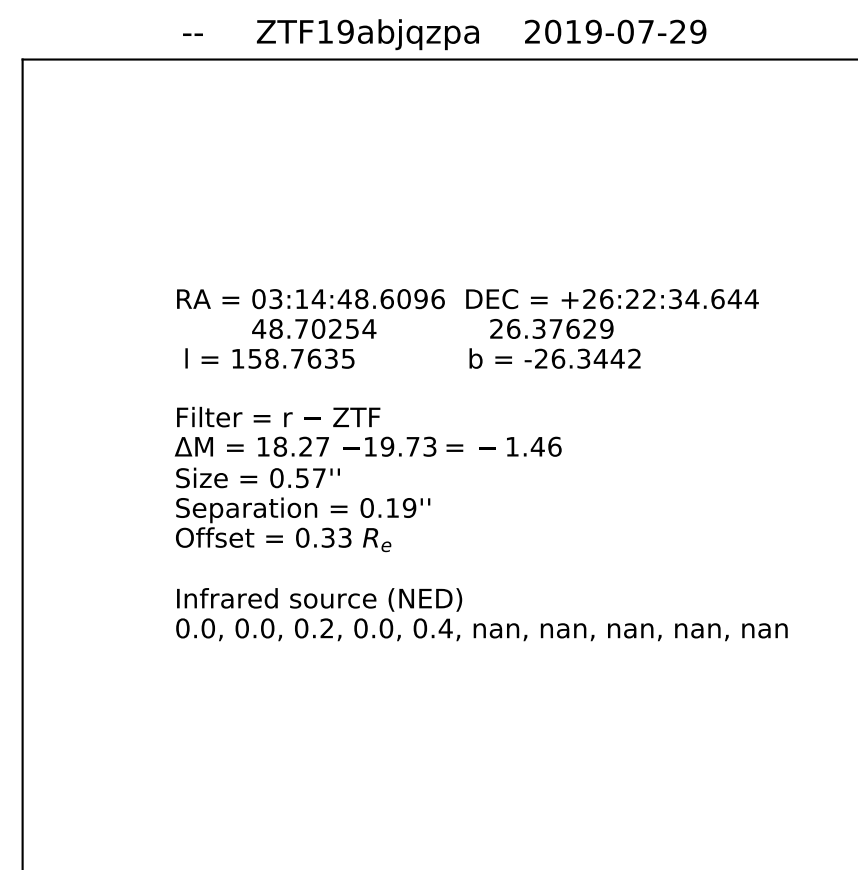 -- ZTF19abjqzpa 2019-07-29
RA = 03:14:48.6096 DEC = +26:22:34.644
48.70254 26.37629
l = 158.7635 b = -26.3442
Filter = r − ZTF
ΔM = 18.27 −19.73 = − 1.46
Size = 0.57''
Separation = 0.19''
Offset = 0.33 Re
Infrared source (NED)
0.0, 0.0, 0.2, 0.0, 0.4, nan, nan, nan, nan, nan